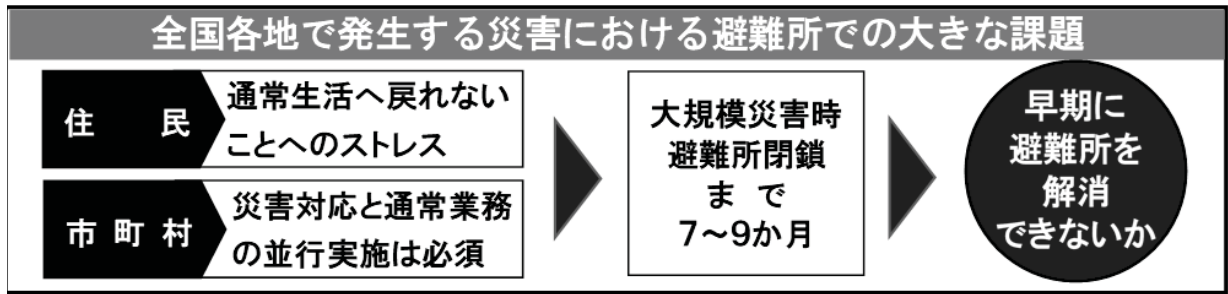 全国各地で発生する災害における避難所での大きな課題
住民
通常生活へ戻れない
ことへのストレス
市町村
災害対応と通常業務
の並行実施は必須
大規模災害時
避難所閉鎖
まで
7～9か月
早期に
避難所を
解消
できないか